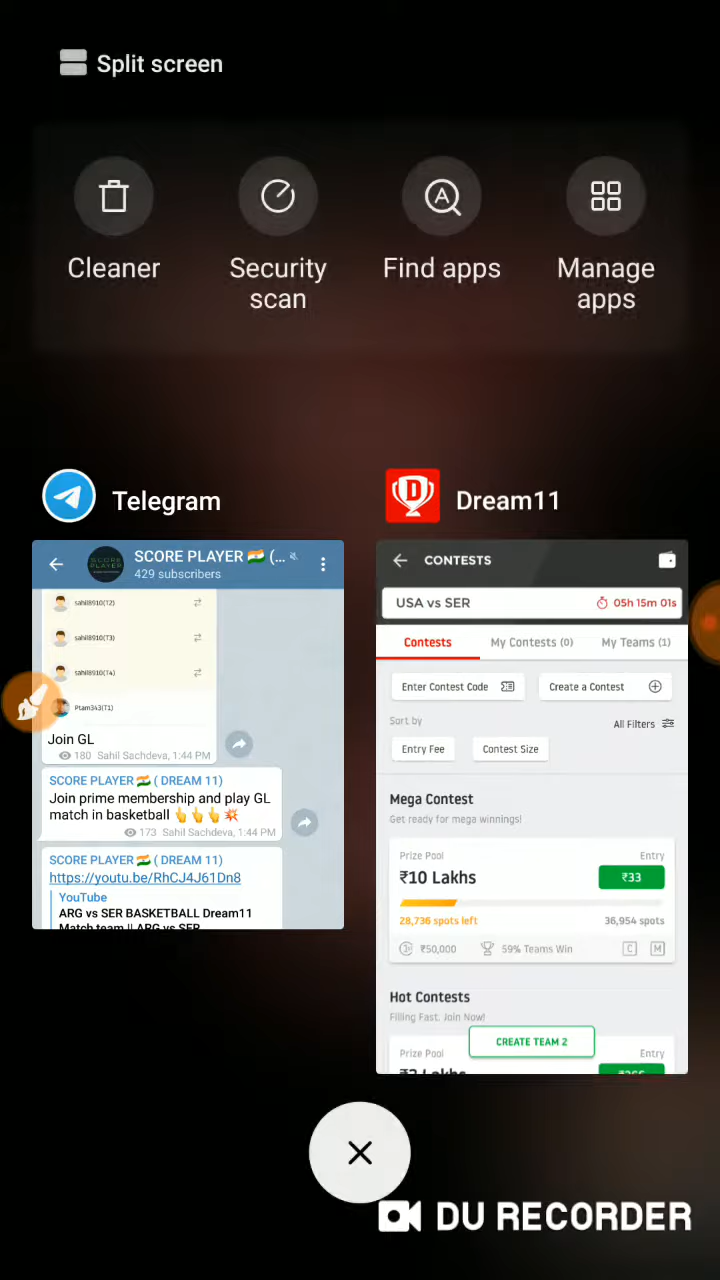 Split screen
Cleaner
Security scan
Find apps
Manage apps
Telegram
SCORE PLAYER 🇮🇳 (...
429 subscribers
sahil8910(T2)
sahil8910(T3)
sahil8910(T4)
Ptam343(T1)
Join GL
180 Sahil Sachdeva, 1:44 PM
SCORE PLAYER 🇮🇳 ( DREAM 11)
Join prime membership and play GL
match in basketball 👆👆👆💥
173 Sahil Sachdeva, 1:44 PM
SCORE PLAYER 🇮🇳 ( DREAM 11)
https://youtu.be/RhCJ4J61Dn8
YouTube
ARG vs SER BASKETBALL Dream11
Match team || ARG vs SER
Dream11
CONTESTS
USA vs SER 05h 15m 01s
Contests My Contests (0) My Teams (1)
Enter Contest Code Create a Contest
Sort by All Filters
Entry Fee Contest Size
Mega Contest
Get ready for mega winnings!
Prize Pool Entry
₹10 Lakhs ₹33
28,736 spots left 36,954 spots
1st ₹50,000 59% Teams Win C M
Hot Contests
Filling Fast. Join Now!
CREATE TEAM 2
Prize Pool Entry
DU RECORDER